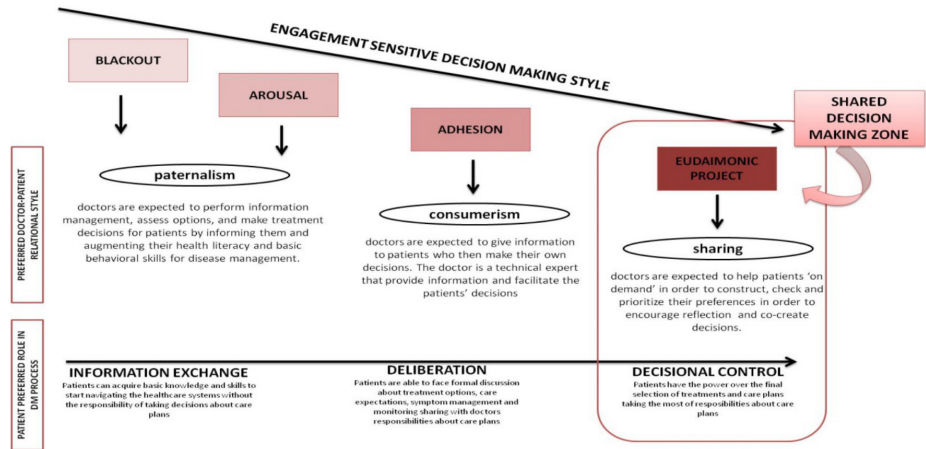 ENGAGEMENT SENSITIVE DECISION MAKING STYLE
BLACKOUT
AROUSAL
ADHESION
EUDAIMONIC
PROJECT
SHARED
DECISION
MAKING ZONE
PREFERRED DOCTOR-PATIENT
RELATIONAL STYLE
paternalism
doctors are expected to perform information
management, assess options, and make treatment
decisions for patients by informing them and
augmenting their health literacy and basic
behavioral skills for disease management.
consumerism
doctors are expected to give information
to patients who then make their own
decisions. The doctor is a technical expert
that provide information and facilitate the
patients’ decisions
sharing
doctors are expected to help patients ‘on
demand’ in order to construct, check and
prioritize their preferences in order to
encourage reflection and co-create
decisions.
PATIENT PREFERRED ROLE IN
DM PROCESS
INFORMATION EXCHANGE
Patients can acquire basic knowledge and skills to
start navigating the healthcare systems without
the responsibility of taking decisions about care
plans
DELIBERATION
Patients are able to face formal discussion
about treatment options, care
expectations, symptom management and
monitoring sharing with doctors
responsibilities about care plans
DECISIONAL CONTROL
Patients have the power over the final
selection of treatments and care plans
taking the most of resposibilities about care
plans